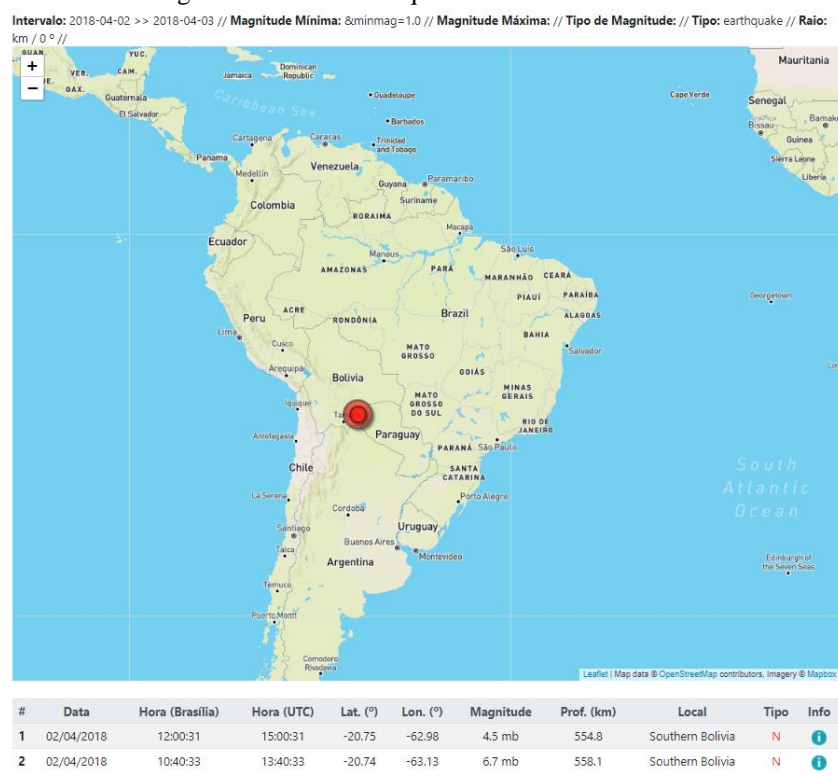 Intervalo: 2018-04-02 >> 2018-04-03 // Magnitude Mínima: &minmag=1.0 // Magnitude Máxima: // Tipo de Magnitude: // Tipo: earthquake // Raio:
km / 0 º //
+
−
GUAN.
YUC.
VER.
CAM.
OAX.
Guatemala
El Salvador
Jamaica
Dominican
Republic
Caribbean Sea
Guadeloupe
Barbados
Trinidad
and Tobago
Cape Verde
Mauritania
Senegal
Bissau
Bamako
Guinea
Sierra Leone
Liberia
Cartagena
Caracas
Panama
Medellín
Venezuela
Guyana
Paramaribo
Suriname
Colombia
RORAIMA
Macapá
Ecuador
Manaus
São Luís
AMAZONAS
PARÁ
MARANHÃO
CEARÁ
PIAUÍ
PARAÍBA
Georgetown
ACRE
Peru
RONDÔNIA
Brazil
ALAGOAS
Lima
Cusco
MATO
GROSSO
BAHIA
Salvador
Arequipa
Bolivia
GOIÁS
MATO
GROSSO
DO SUL
MINAS
GERAIS
Iquique
RIO DE
JANEIRO
Antofagasta
Paraguay
PARANÁ
São Paulo
Chile
SANTA
CATARINA
South
Atlantic
Ocean
La Serena
Porto Alegre
Cordoba
Santiago
Uruguay
Buenos Aires
Montevideo
Talca
Argentina
Edinburgh of
the Seven Seas
Temuco
Puerto Montt
Comodoro
Rivadavia
Leaflet | Map data © OpenStreetMap contributors, Imagery © Mapbox
# Data Hora (Brasília) Hora (UTC) Lat. (º) Lon. (º) Magnitude Prof. (km) Local Tipo Info
1 02/04/2018 12:00:31 15:00:31 -20.75 -62.98 4.5 mb 554.8 Southern Bolivia N i
2 02/04/2018 10:40:33 13:40:33 -20.74 -63.13 6.7 mb 558.1 Southern Bolivia N i